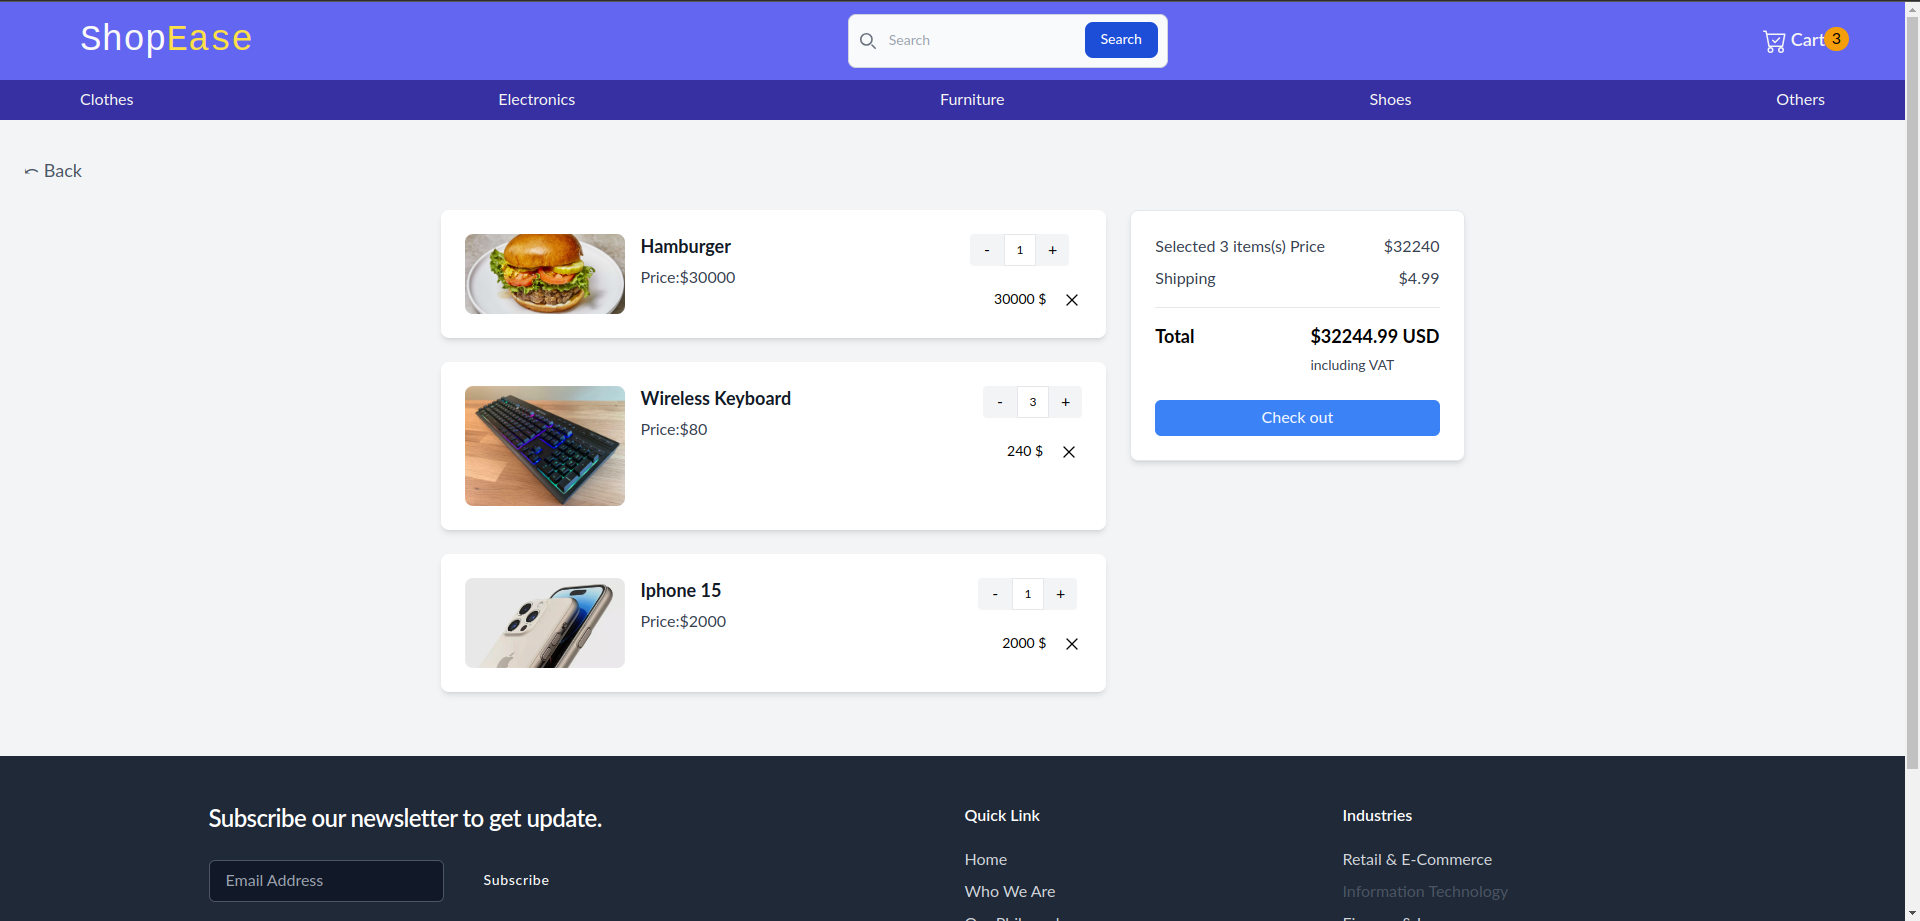 ShopEase
Search
Search
Cart
3
Clothes
Electronics
Furniture
Shoes
Others
Back
Hamburger
Price:$30000
- 1 +
30000 $
Wireless Keyboard
Price:$80
- 3 +
240 $
Iphone 15
Price:$2000
- 1 +
2000 $
Selected 3 items(s) Price $32240
Shipping $4.99
Total $32244.99 USD
including VAT
Check out
Subscribe our newsletter to get update.
Email Address
Subscribe
Quick Link
Home
Who We Are
Industries
Retail & E-Commerce
Information Technology